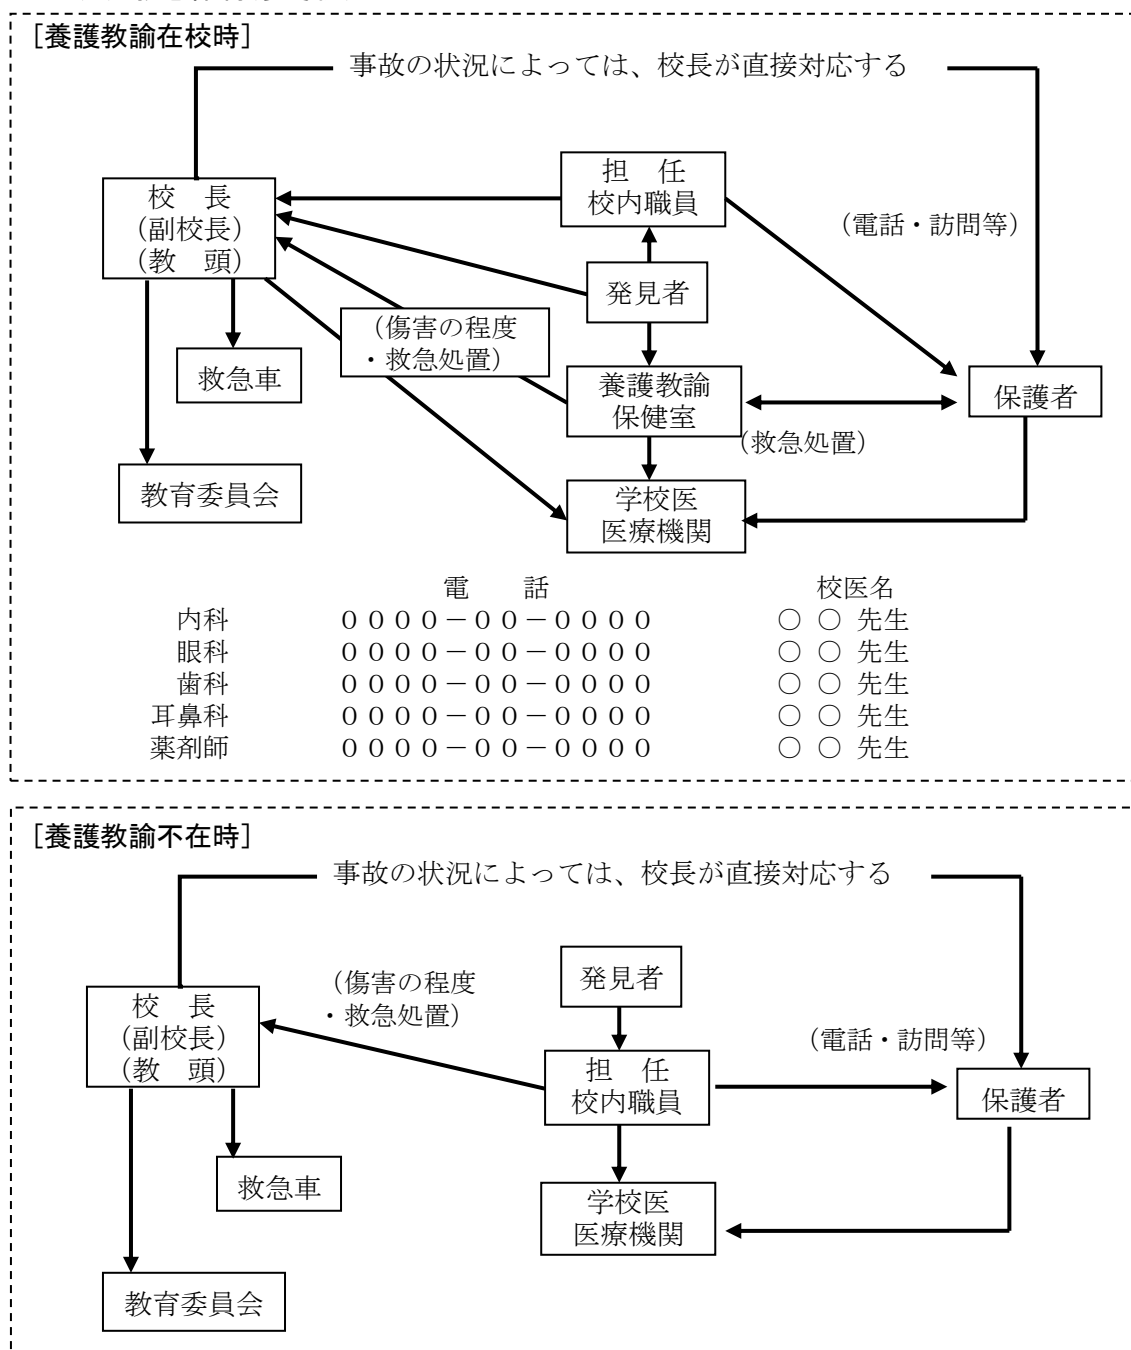 ［養護教諭在校時］
事故の状況によっては、校長が直接対応する
担　任
校内職員
校　長
（副校長）
（教　頭）
（電話・訪問等）
発見者
（傷害の程度
・救急処置）
救急車
養護教諭
保健室
保護者
（救急処置）
教育委員会
学校医
医療機関
電　　話　　校医名
内科　００００－００－００００　○ ○ 先生
眼科　００００－００－００００　○ ○ 先生
歯科　００００－００－００００　○ ○ 先生
耳鼻科　００００－００－００００　○ ○ 先生
薬剤師　００００－００－００００　○ ○ 先生
［養護教諭不在時］
事故の状況によっては、校長が直接対応する
発見者
（傷害の程度
・救急処置）
校　長
（副校長）
（教　頭）
（電話・訪問等）
担　任
校内職員
保護者
救急車
学校医
医療機関
教育委員会